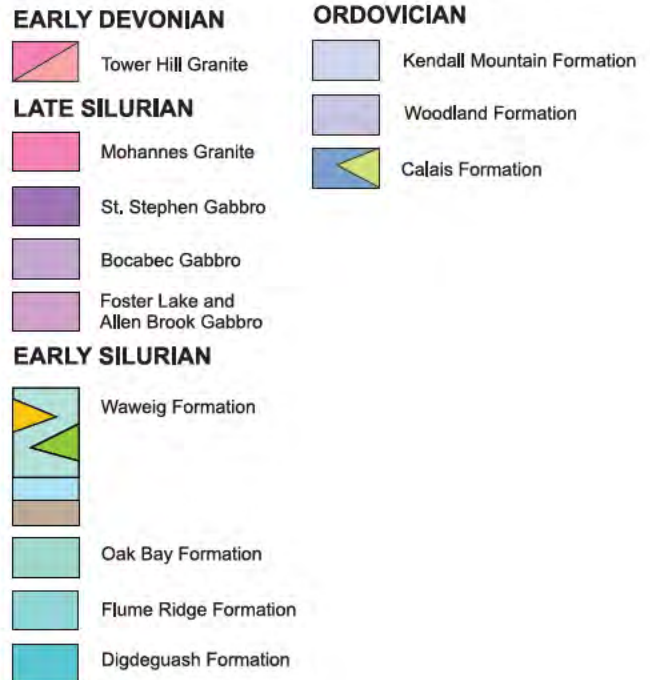 EARLY DEVONIAN
Tower Hill Granite
LATE SILURIAN
Mohannes Granite
St. Stephen Gabbro
Bocabec Gabbro
Foster Lake and
Allen Brook Gabbro
EARLY SILURIAN
Waweig Formation
Oak Bay Formation
Flume Ridge Formation
Digdeguash Formation
ORDOVICIAN
Kendall Mountain Formation
Woodland Formation
Calais Formation